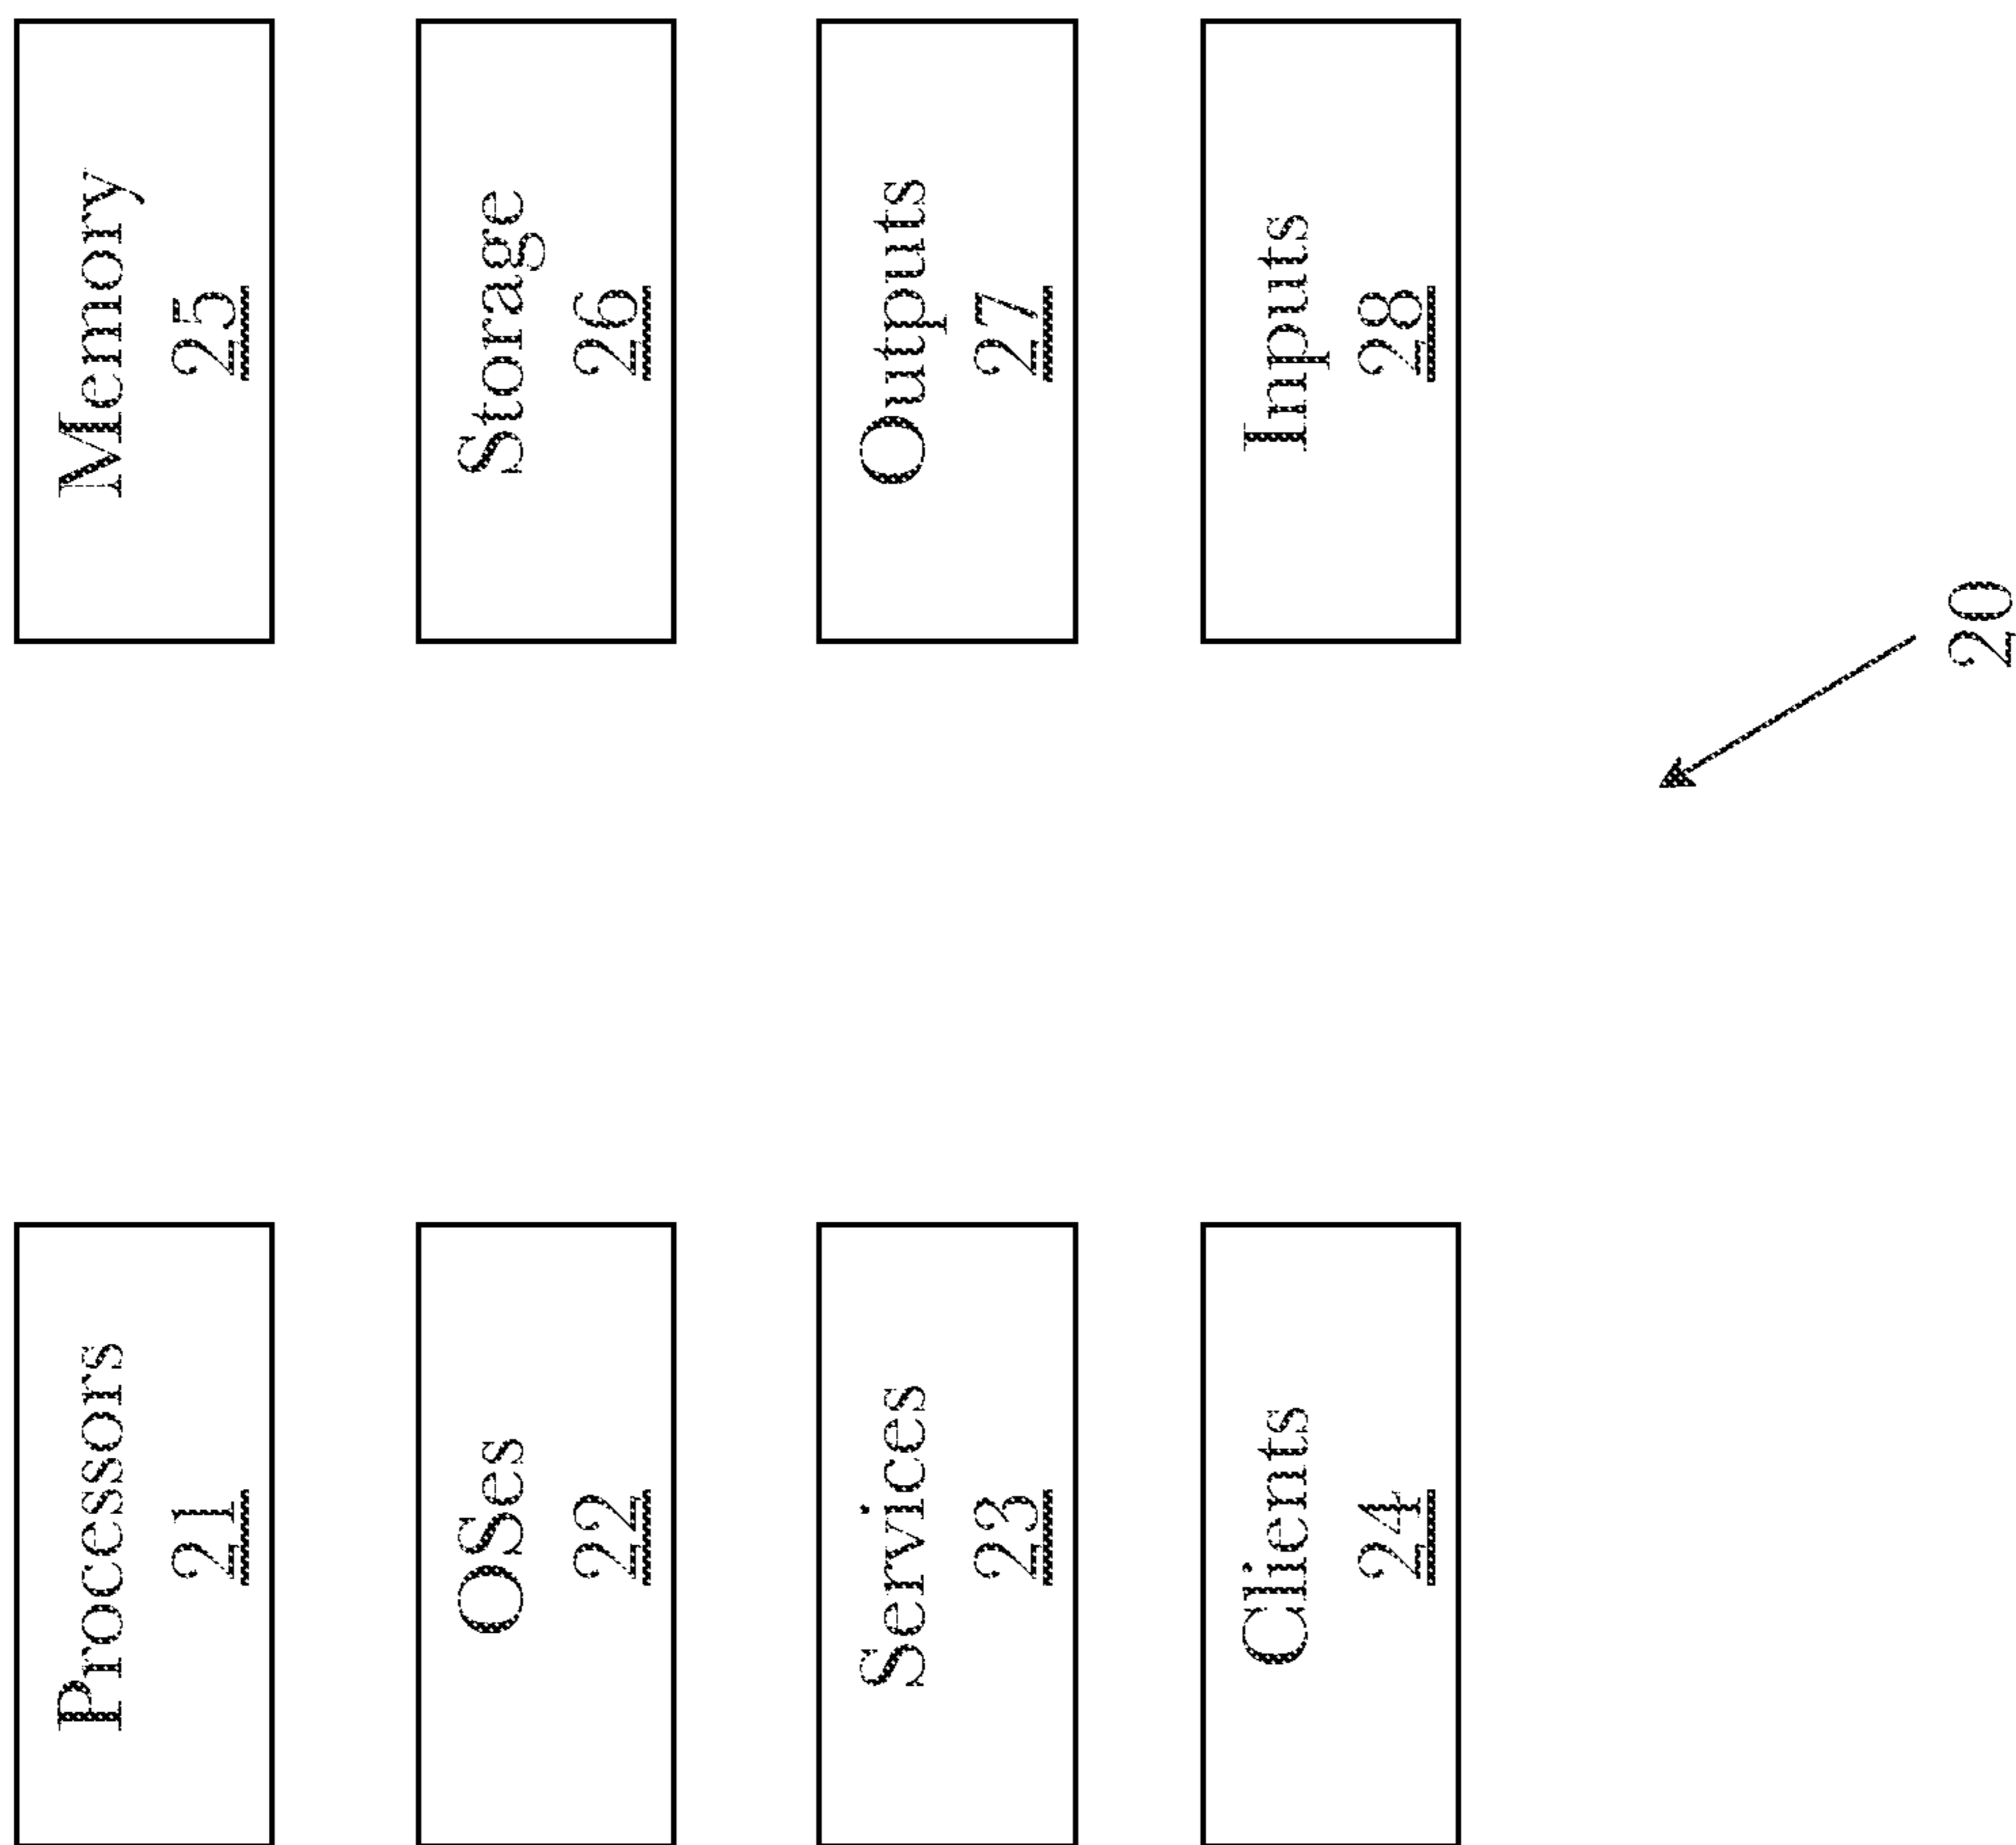 Processors
21
Memory
25
OSes
22
Storage
26
Services
23
Outputs
27
Clients
24
Inputs
28
20